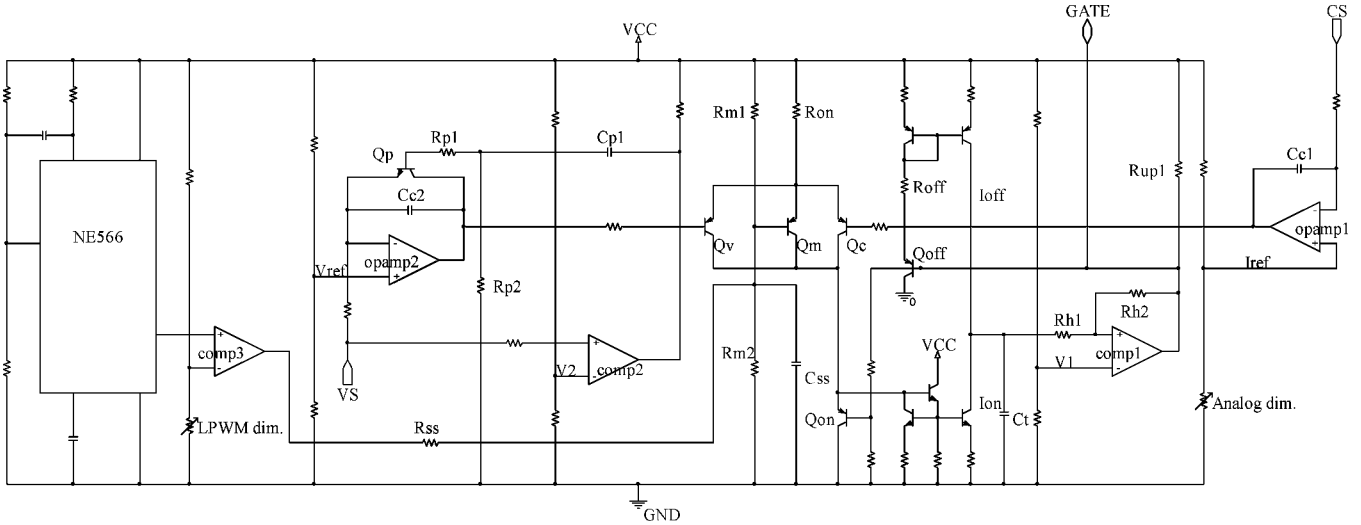 GATE
CS
VCC
Rm1
Ron
Rp1
Cp1
Qp
Cc1
Rup1
Cc2
Roff
Ioff
NE566
opamp1
Qv
Qm
Qc
Qoff
opamp2
Vref
Iref
Rp2
0
Rh2
Rh1
comp3
Rm2
VCC
V1
comp1
V2
comp2
Css
VS
Ion
Ct
Analog dim.
LPWM dim.
Qon
Rss
GND
+
-
-
+
-
+
+
-
+
-